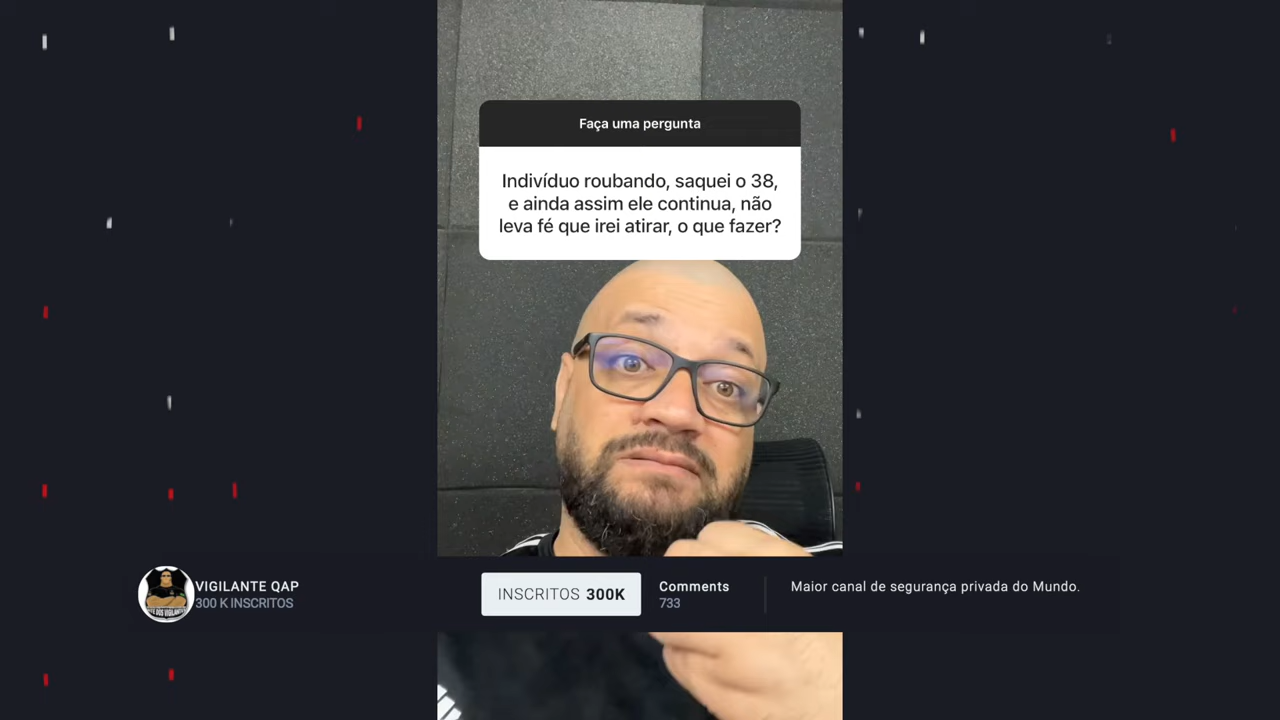 Faça uma pergunta
Indivíduo roubando, saquei o 38,
e ainda assim ele continua, não
leva fé que irei atirar, o que fazer?
VIGILANTE QAP
300 K INSCRITOS
INSCRITOS 300K
Comments
733
Maior canal de segurança privada do Mundo.